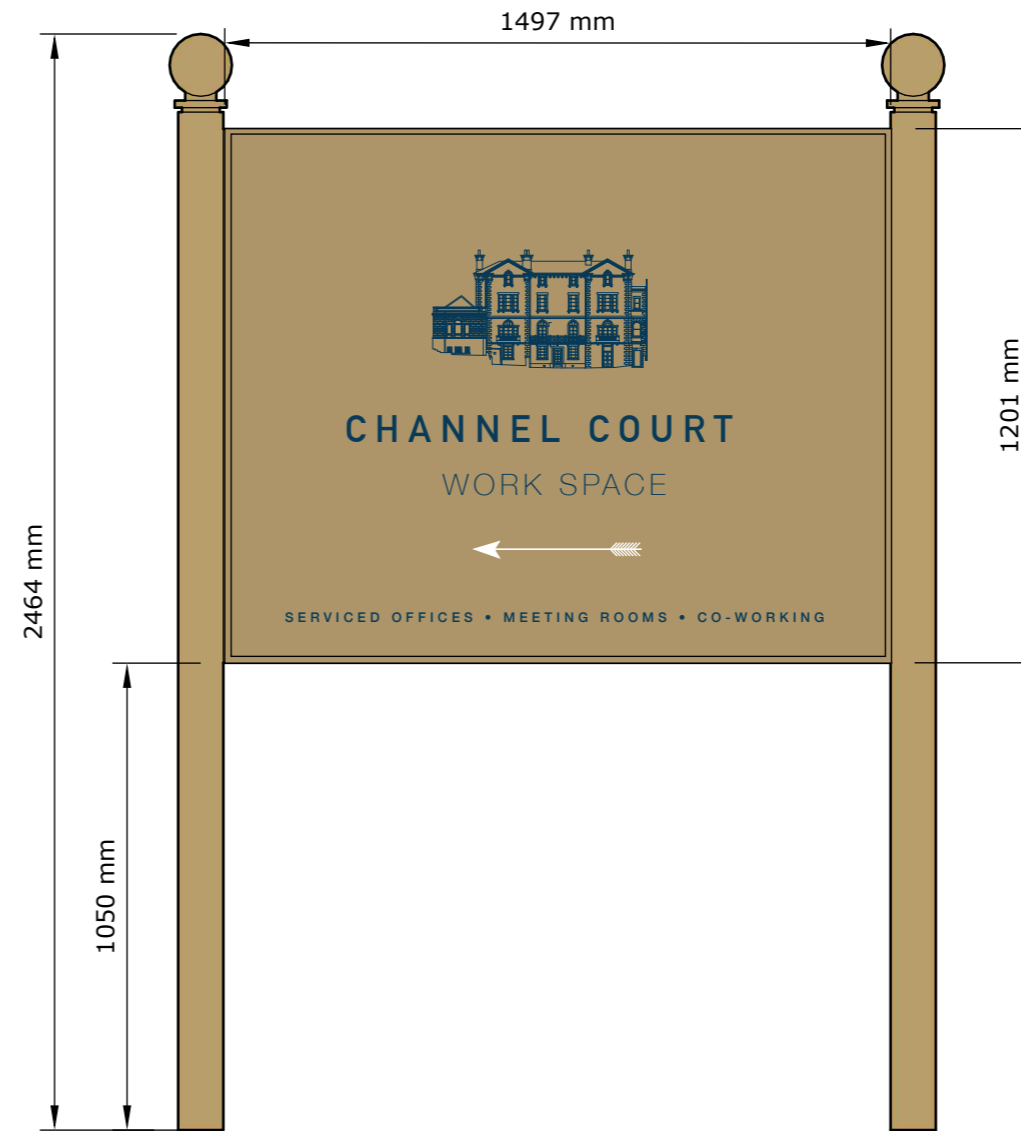 1497 mm
CHANNEL COURT
WORK SPACE
SERVICED OFFICES • MEETING ROOMS • CO-WORKING
1201 mm
2464 mm
1050 mm